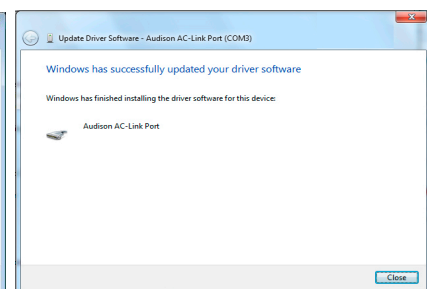 Update Driver Software - Audison AC-Link Port (COM3)
Windows has successfully updated your driver software
Windows has finished installing the driver software for this device:
Audison AC-Link Port
Close